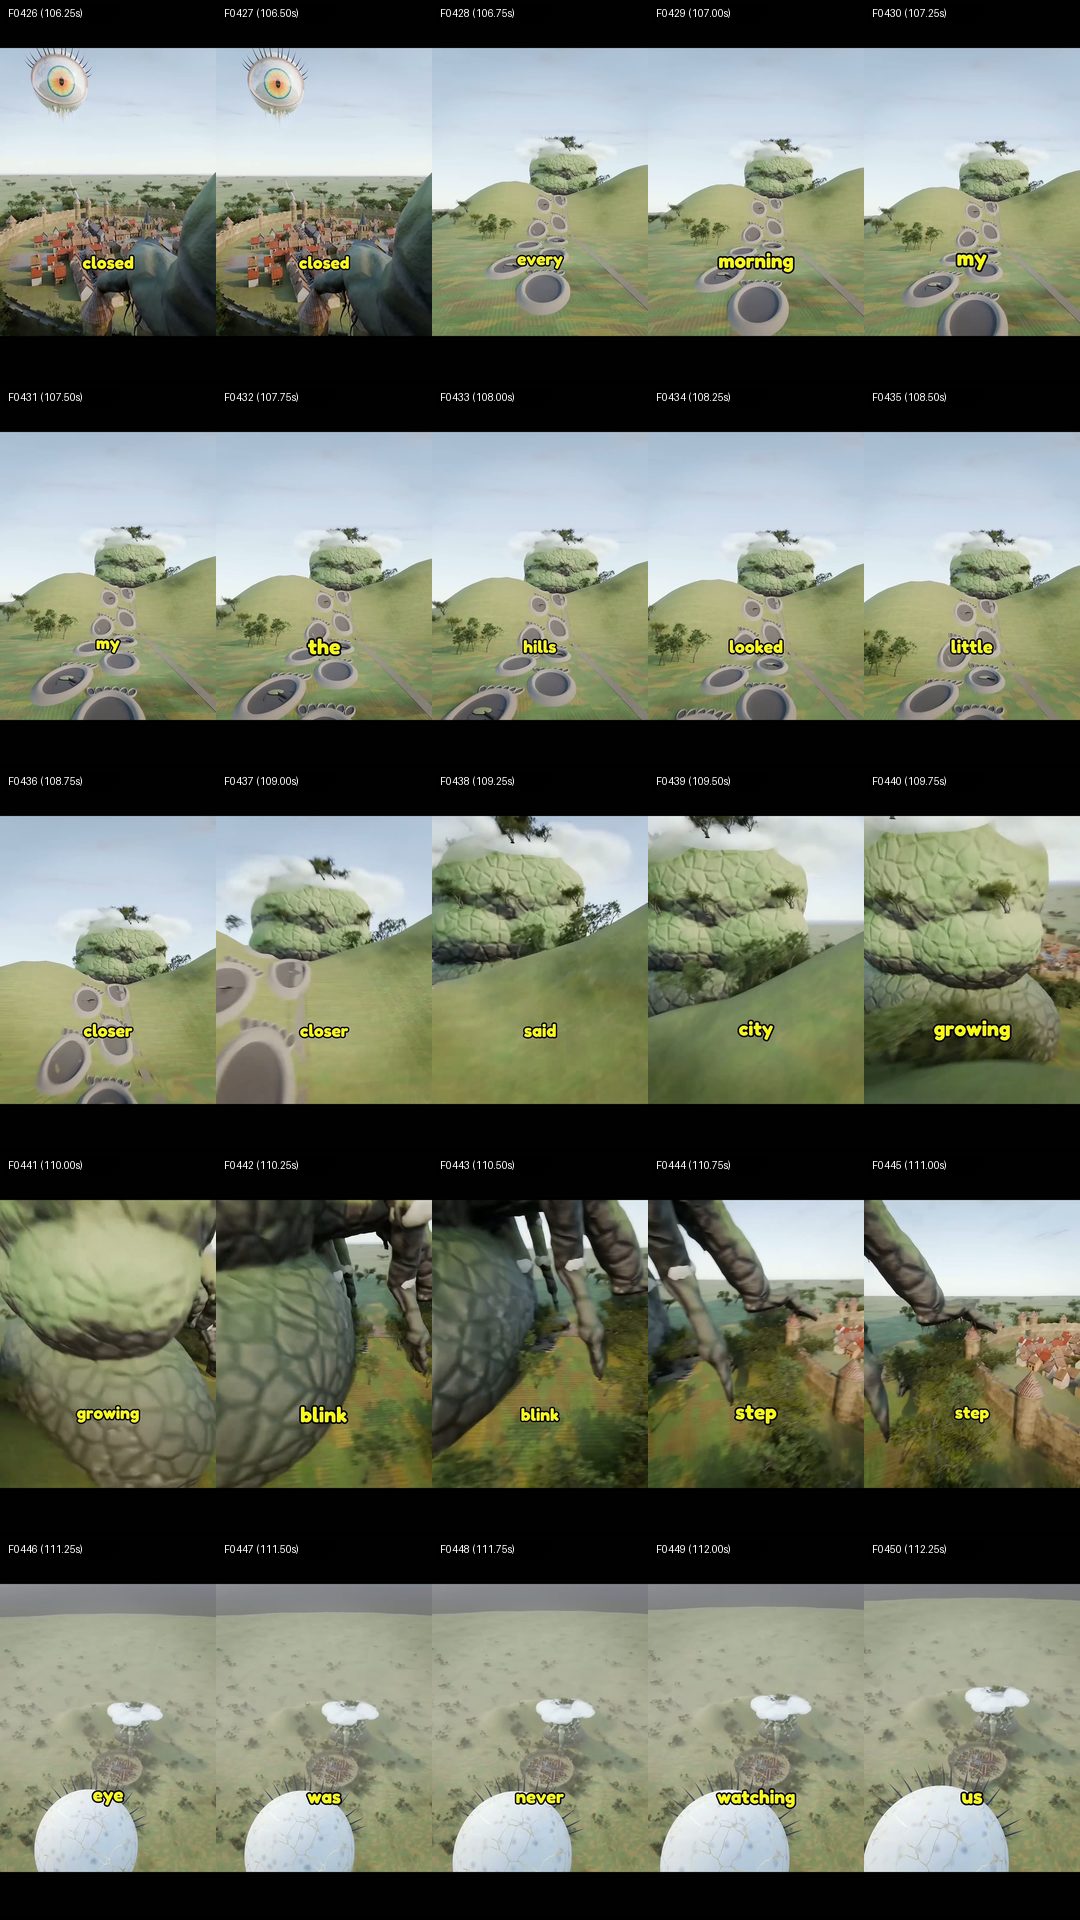 F0426 (106.25s)
F0427 (106.50s)
F0428 (106.75s)
F0429 (107.00s)
F0430 (107.25s)
closed
closed
every
morning
my
F0431 (107.50s)
F0432 (107.75s)
F0433 (108.00s)
F0434 (108.25s)
F0435 (108.50s)
my
the
hills
looked
little
F0436 (108.75s)
F0437 (109.00s)
F0438 (109.25s)
F0439 (109.50s)
F0440 (109.75s)
closer
closer
said
city
growing
F0441 (110.00s)
F0442 (110.25s)
F0443 (110.50s)
F0444 (110.75s)
F0445 (111.00s)
growing
blink
blink
step
step
F0446 (111.25s)
F0447 (111.50s)
F0448 (111.75s)
F0449 (112.00s)
F0450 (112.25s)
eye
was
never
watching
us